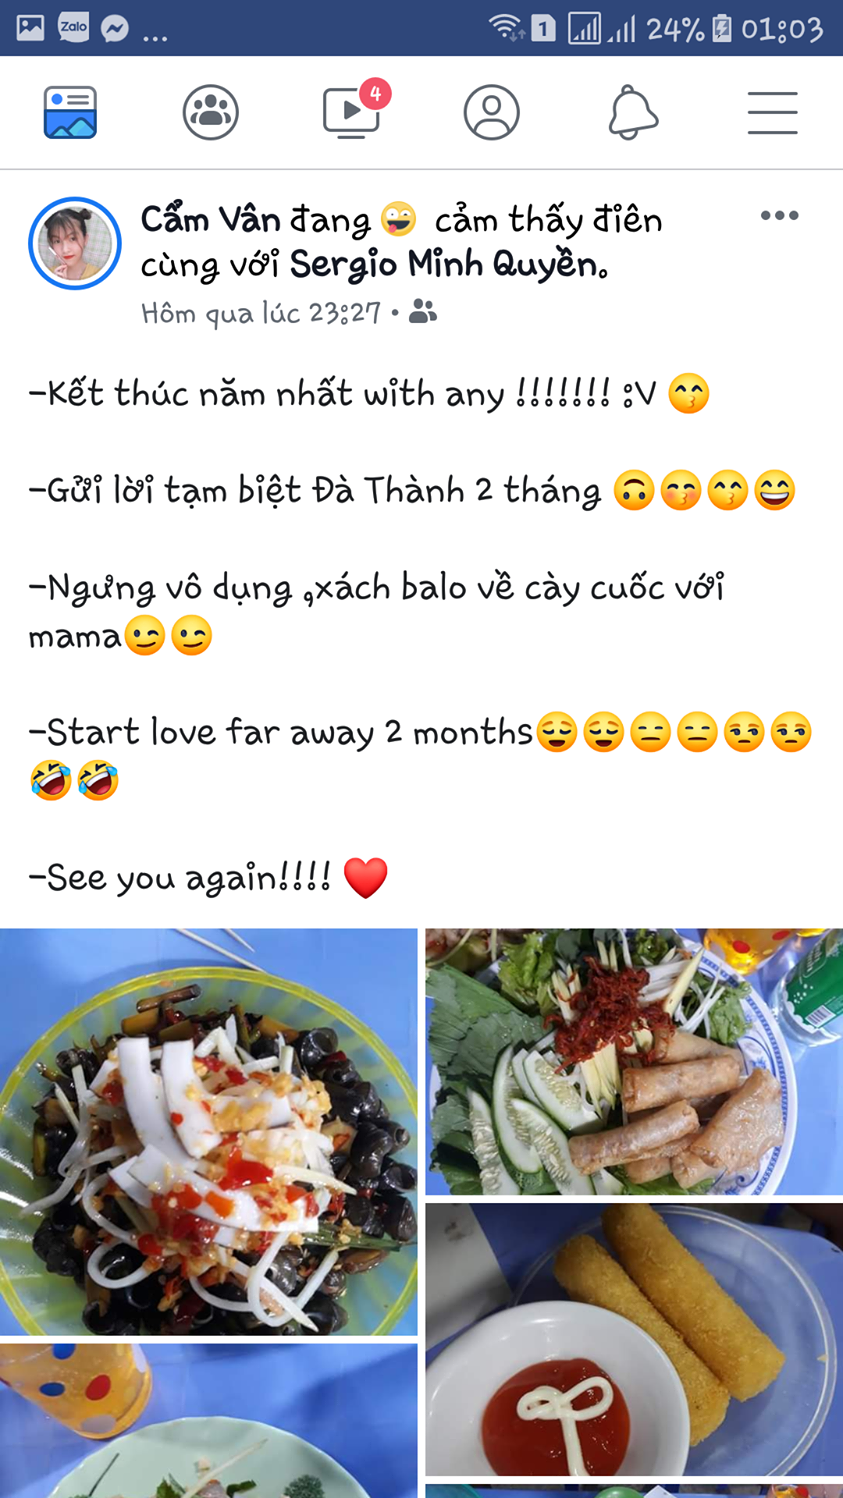 Zalo ... 1 24% 01:03
4
Cẩm Vân đang 🤪 cảm thấy điên
cùng với Sergio Minh Quyền.
Hôm qua lúc 23:27 •
-Kết thúc năm nhất with any !!!!!!! :V 😙
-Gửi lời tạm biệt Đà Thành 2 tháng 🙃😚😙😄
-Ngưng vô dụng ,xách balo về cày cuốc với
mama😉😉
-Start love far away 2 months😌😌😑😑😒😒
🤣🤣
-See you again!!!! ❤️